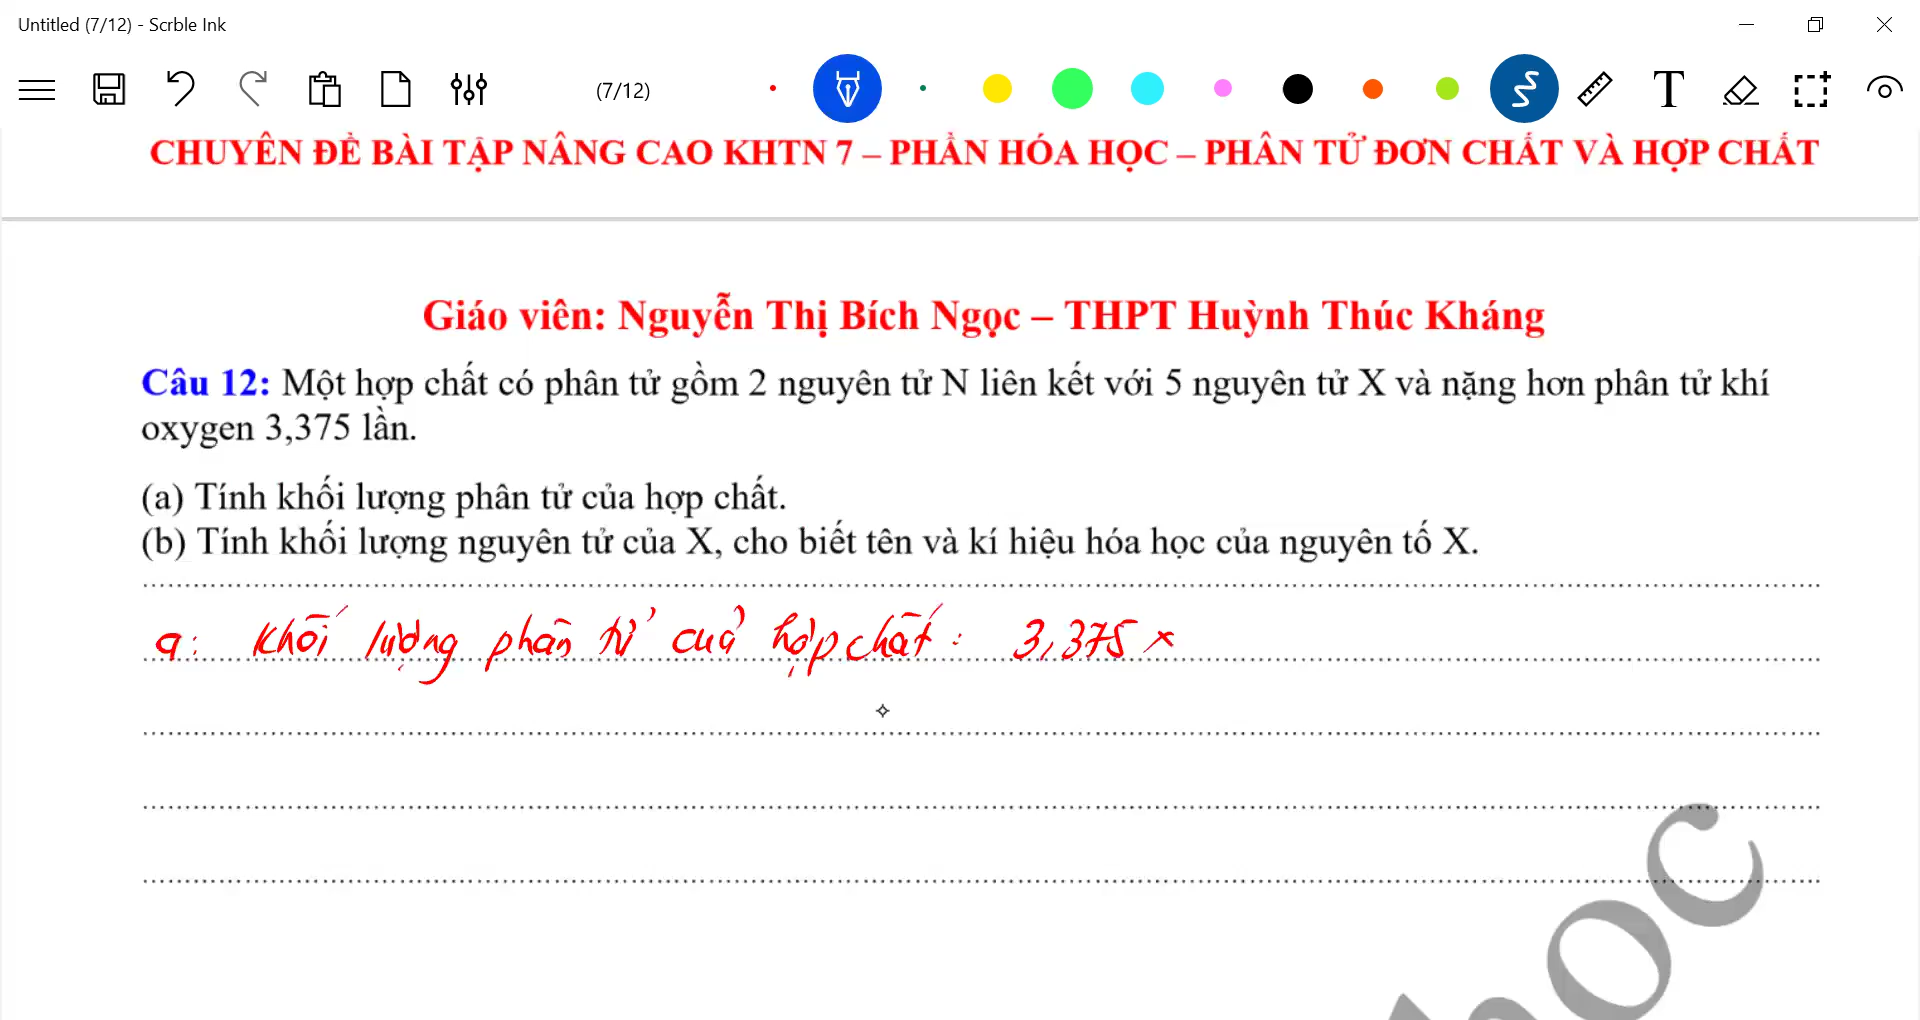 Untitled (7/12) - Scrble Ink
(7/12)
T
CHUYÊN ĐỀ BÀI TẬP NÂNG CAO KHTN 7 – PHẦN HÓA HỌC – PHÂN TỬ ĐƠN CHẤT VÀ HỢP CHẤT
Giáo viên: Nguyễn Thị Bích Ngọc – THPT Huỳnh Thúc Kháng
Câu 12: Một hợp chất có phân tử gồm 2 nguyên tử N liên kết với 5 nguyên tử X và nặng hơn phân tử khí
oxygen 3,375 lần.
(a) Tính khối lượng phân tử của hợp chất.
(b) Tính khối lượng nguyên tử của X, cho biết tên và kí hiệu hóa học của nguyên tố X.
a: Khối lượng phân tử của hợp chất: 3,375 ×